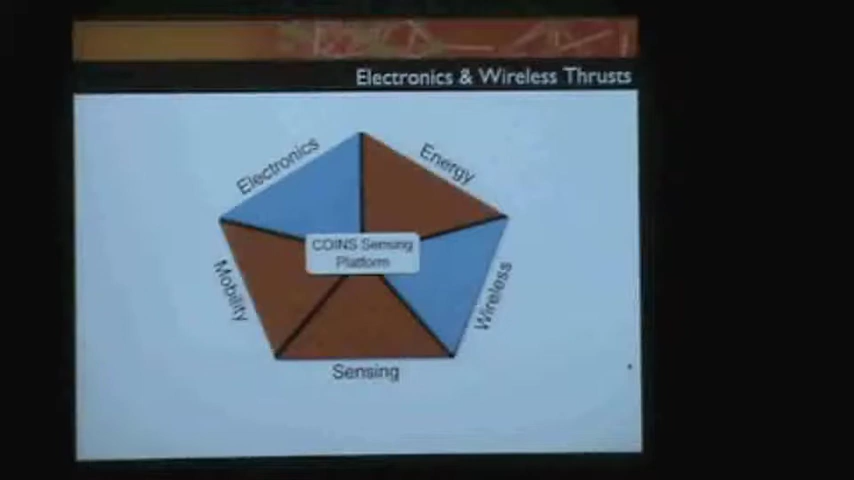 Electronics & Wireless Thrusts
Electronics
Energy
COINS Sensing
Platform
Mobility
Wireless
Sensing